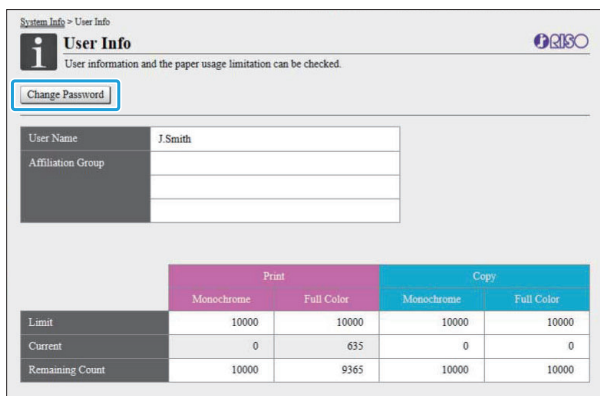 System Info > User Info
i User Info RISO
User information and the paper usage limitation can be checked.
Change Password
User Name J.Smith
Affiliation Group
Print Copy
Monochrome Full Color Monochrome Full Color
Limit 10000 10000 10000 10000
Current 0 635 0 0
Remaining Count 10000 9365 10000 10000